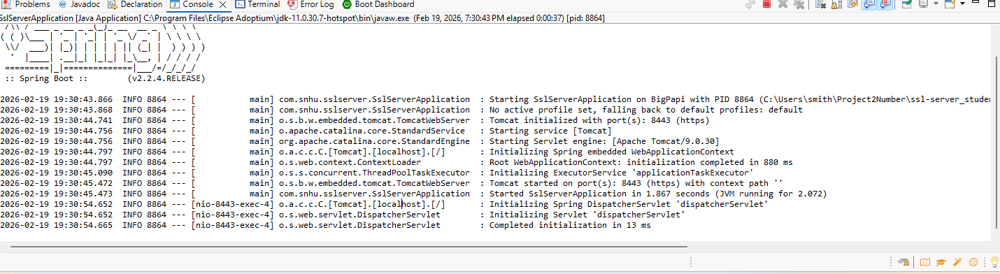 Problems @ Javadoc Declaration Console Terminal Error Log Boot Dashboard
SslServerApplication [Java Application] C:\Program Files\Eclipse Adoptium\jdk-11.0.30.7-hotspot\bin\javaw.exe (Feb 19, 2026, 7:30:43 PM elapsed 0:00:37) [pid: 8864]
 /\\ / ___'_ __ _ _(_)_ __  __ _ \ \ \ \
( ( )\___ | '_ | '_| | '_ \/ _` | \ \ \ \
 \\/  ___)| |_)| | | | | || (_| |  ) ) ) )
  '  |____| .__|_| |_|_| |_\__, | / / / /
 =========|_|==============|___/=/_/_/_/
 :: Spring Boot ::        (v2.2.4.RELEASE)
2026-02-19 19:30:43.866  INFO 8864 --- [           main] com.snhu.sslserver.SslServerApplication  : Starting SslServerApplication on BigPapi with PID 8864 (C:\Users\smith\Project2Number\ssl-server_studen
2026-02-19 19:30:43.868  INFO 8864 --- [           main] com.snhu.sslserver.SslServerApplication  : No active profile set, falling back to default profiles: default
2026-02-19 19:30:44.741  INFO 8864 --- [           main] o.s.b.w.embedded.tomcat.TomcatWebServer  : Tomcat initialized with port(s): 8443 (https)
2026-02-19 19:30:44.756  INFO 8864 --- [           main] o.apache.catalina.core.StandardService   : Starting service [Tomcat]
2026-02-19 19:30:44.756  INFO 8864 --- [           main] org.apache.catalina.core.StandardEngine  : Starting Servlet engine: [Apache Tomcat/9.0.30]
2026-02-19 19:30:44.797  INFO 8864 --- [           main] o.a.c.c.C.[Tomcat].[localhost].[/]       : Initializing Spring embedded WebApplicationContext
2026-02-19 19:30:44.797  INFO 8864 --- [           main] o.s.web.context.ContextLoader            : Root WebApplicationContext: initialization completed in 880 ms
2026-02-19 19:30:45.090  INFO 8864 --- [           main] o.s.s.concurrent.ThreadPoolTaskExecutor  : Initializing ExecutorService 'applicationTaskExecutor'
2026-02-19 19:30:45.472  INFO 8864 --- [           main] o.s.b.w.embedded.tomcat.TomcatWebServer  : Tomcat started on port(s): 8443 (https) with context path ''
2026-02-19 19:30:45.473  INFO 8864 --- [           main] com.snhu.sslserver.SslServerApplication  : Started SslServerApplication in 1.867 seconds (JVM running for 2.072)
2026-02-19 19:30:54.652  INFO 8864 --- [nio-8443-exec-4] o.a.c.c.C.[Tomcat].[localhost].[/]       : Initializing Spring DispatcherServlet 'dispatcherServlet'
2026-02-19 19:30:54.652  INFO 8864 --- [nio-8443-exec-4] o.s.web.servlet.DispatcherServlet        : Initializing Servlet 'dispatcherServlet'
2026-02-19 19:30:54.665  INFO 8864 --- [nio-8443-exec-4] o.s.web.servlet.DispatcherServlet        : Completed initialization in 13 ms